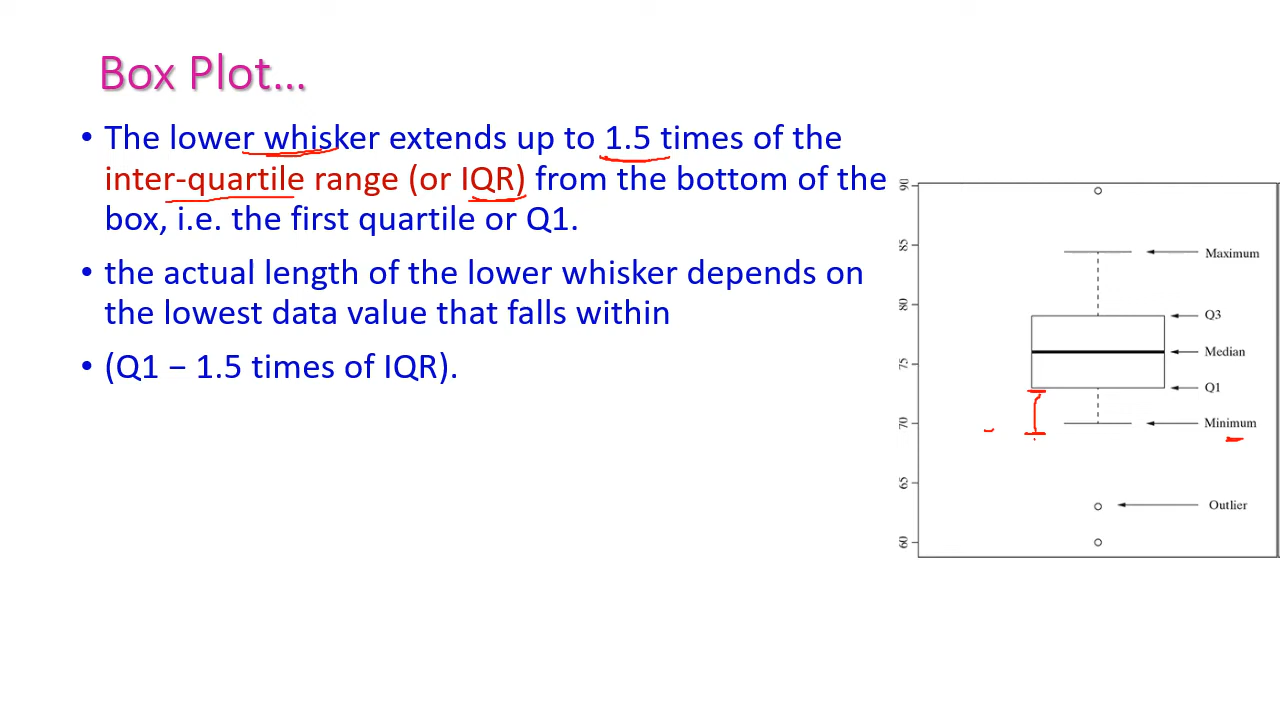 Box Plot...
• The lower whisker extends up to 1.5 times of the
inter-quartile range (or IQR) from the bottom of the
box, i.e. the first quartile or Q1.
• the actual length of the lower whisker depends on
the lowest data value that falls within
• (Q1 − 1.5 times of IQR).
90
85
80
75
70
65
60
Maximum
Q3
Median
Q1
Minimum
Outlier